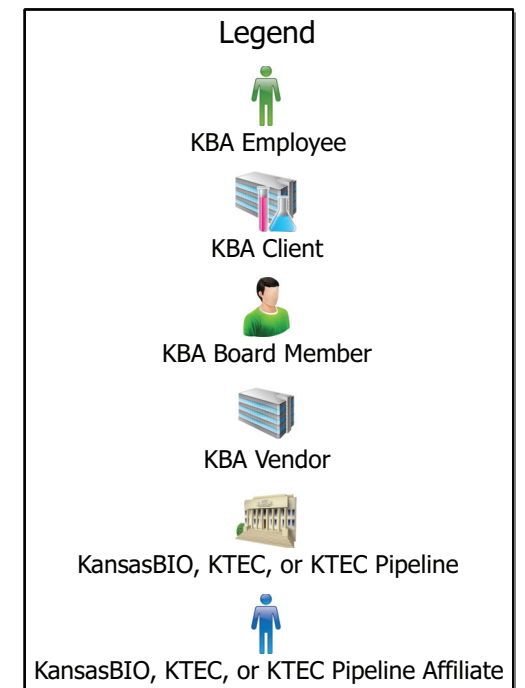 Legend
KBA Employee
KBA Client
KBA Board Member
KBA Vendor
KansasBIO, KTEC, or KTEC Pipeline
KansasBIO, KTEC, or KTEC Pipeline Affiliate